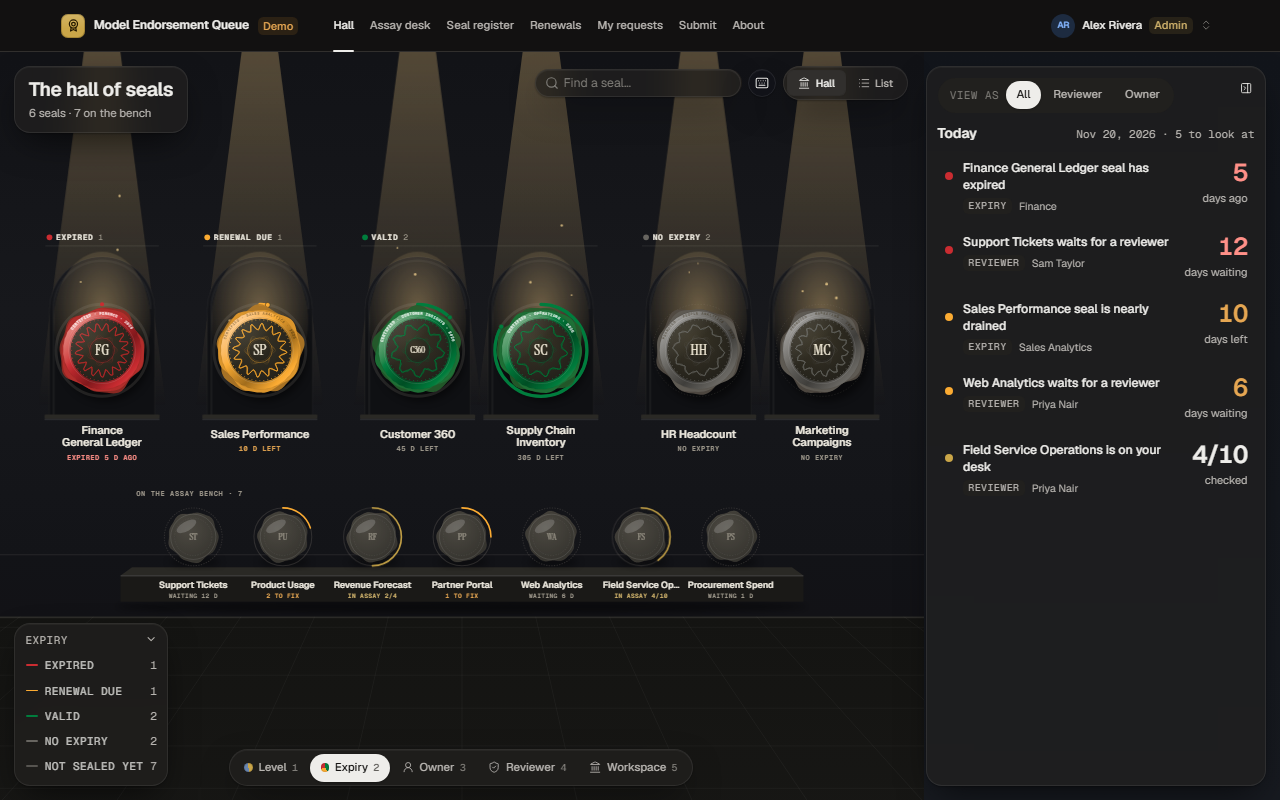 Model Endorsement Queue Demo Hall Assay desk Seal register Renewals My requests Submit About AR Alex Rivera Admin
The hall of seals
6 seals · 7 on the bench
Find a seal…
Hall List
EXPIRED 1
RENEWAL DUE 1
VALID 2
NO EXPIRY 2
FG
SP
C360
SC
HH
MC
Finance General Ledger
EXPIRED 5 D AGO
Sales Performance
10 D LEFT
Customer 360
45 D LEFT
Supply Chain Inventory
305 D LEFT
HR Headcount
NO EXPIRY
Marketing Campaigns
NO EXPIRY
ON THE ASSAY BENCH · 7
ST PU RF PP WA FS PS
Support Tickets
WAITING 12 D
Product Usage
2 TO FIX
Revenue Forecast
IN ASSAY 2/4
Partner Portal
1 TO FIX
Web Analytics
WAITING 6 D
Field Service Op…
IN ASSAY 4/10
Procurement Spend
WAITING 1 D
EXPIRY
EXPIRED 1
RENEWAL DUE 1
VALID 2
NO EXPIRY 2
NOT SEALED YET 7
Level 1 Expiry 2 Owner 3 Reviewer 4 Workspace 5
VIEW AS All Reviewer Owner
Today Nov 20, 2026 · 5 to look at
Finance General Ledger seal has expired
EXPIRY Finance
5
days ago
Support Tickets waits for a reviewer
REVIEWER Sam Taylor
12
days waiting
Sales Performance seal is nearly drained
EXPIRY Sales Analytics
10
days left
Web Analytics waits for a reviewer
REVIEWER Priya Nair
6
days waiting
Field Service Operations is on your desk
REVIEWER Priya Nair
4/10
checked